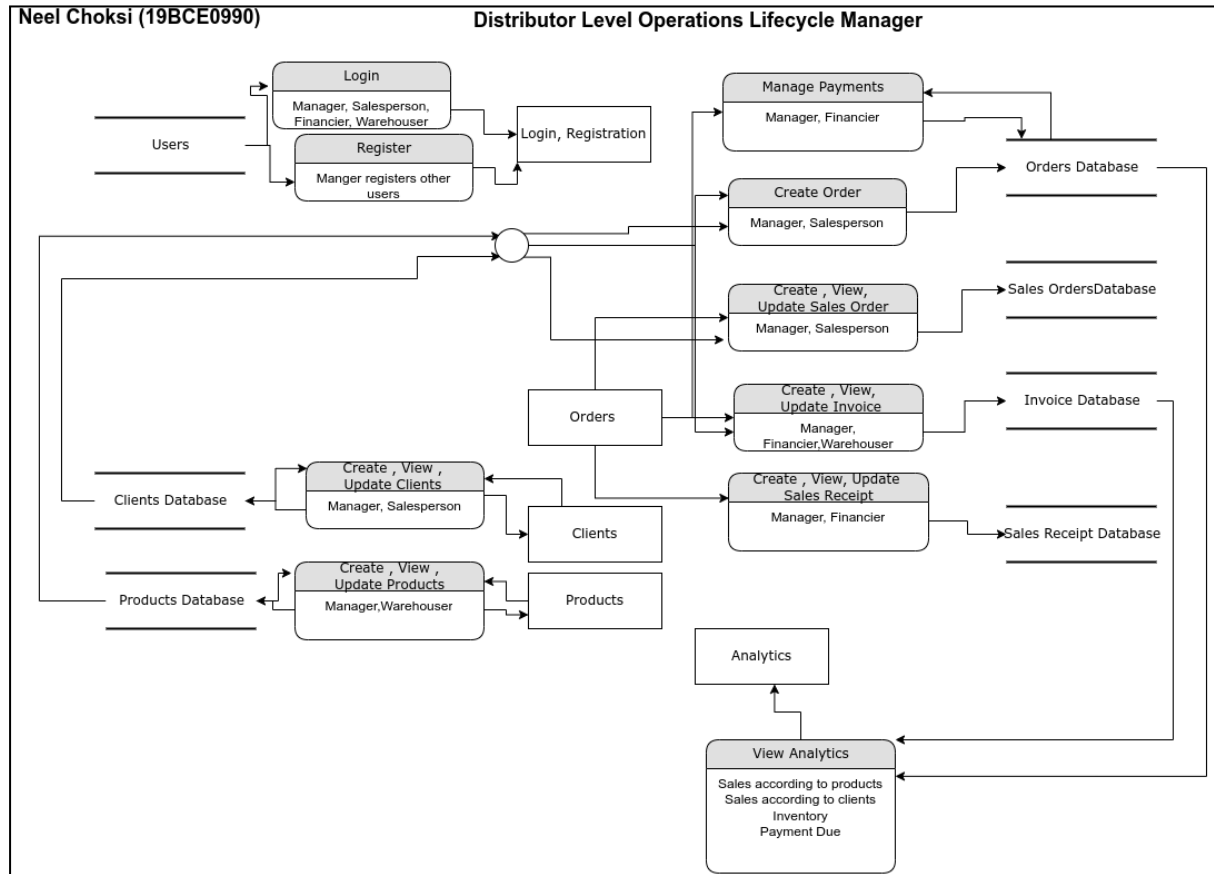 Neel Choksi (19BCE0990)
Distributor Level Operations Lifecycle Manager
Login
Manager, Salesperson,
Financier, Warehouser
Users
Register
Manger registers other
users
Login, Registration
Manage Payments
Manager, Financier
Orders Database
Create Order
Manager, Salesperson
Create , View,
Update Sales Order
Manager, Salesperson
Sales OrdersDatabase
Orders
Create , View,
Update Invoice
Manager,
Financier,Warehouser
Invoice Database
Clients Database
Create , View ,
Update Clients
Manager, Salesperson
Clients
Create , View, Update
Sales Receipt
Manager, Financier
Sales Receipt Database
Products Database
Create , View ,
Update Products
Manager,Warehouser
Products
Analytics
View Analytics
Sales according to products
Sales according to clients
Inventory
Payment Due